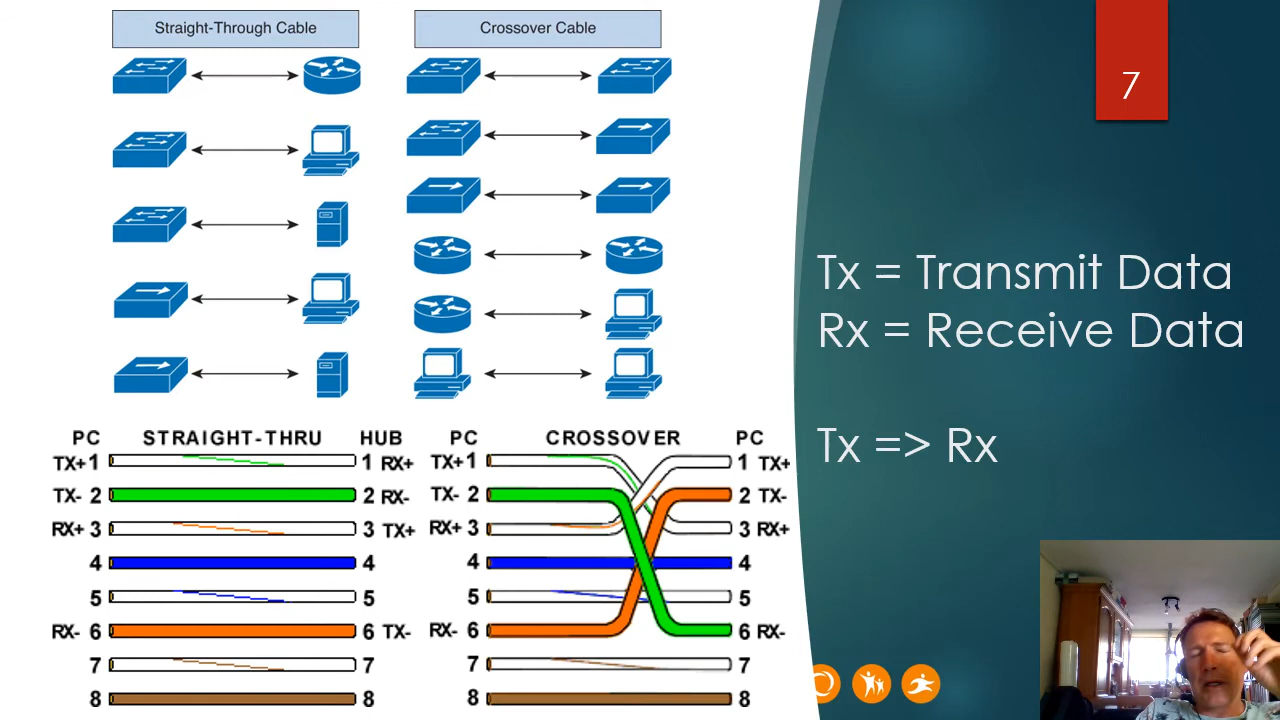 Straight-Through Cable
Crossover Cable
7
Tx = Transmit Data
Rx = Receive Data
Tx => Rx
PC STRAIGHT-THRU HUB
TX+ 1 1 RX+
TX- 2 2 RX-
RX+ 3 3 TX+
4 4
5 5
RX- 6 6 TX-
7 7
8 8
PC CROSSOVER PC
TX+ 1 1 TX+
TX- 2 2 TX-
RX+ 3 3 RX+
4 4
5 5
RX- 6 6 RX-
7 7
8 8